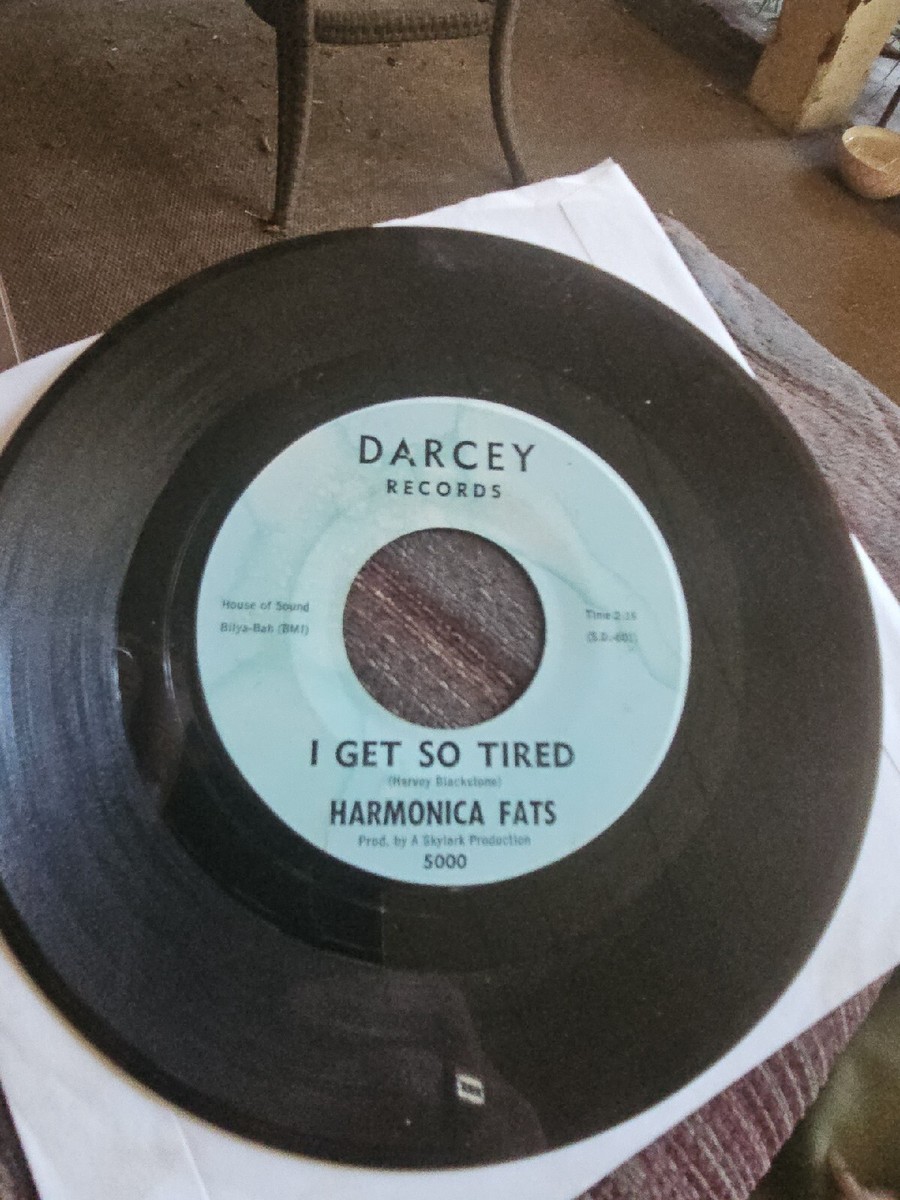 DARCEY
RECORDS
House of Sound
Bilya-Bah (BMI)
Time 2:16
I GET SO TIRED
(Harvey Blackstone)
HARMONICA FATS
Prod. by A Skylark Production
5000